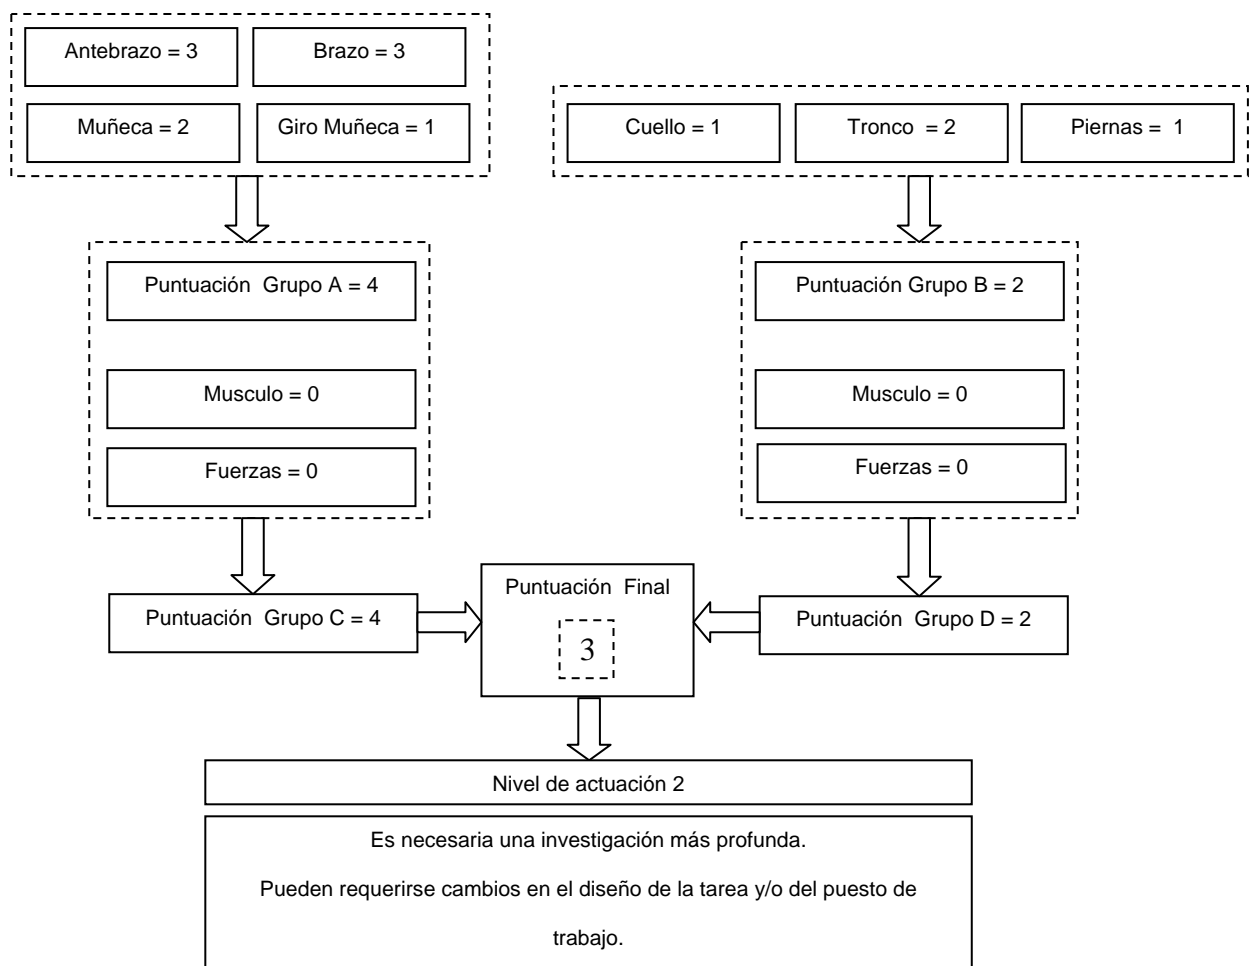 Antebrazo = 3
Brazo = 3
Muñeca = 2
Giro Muñeca = 1
Cuello = 1
Tronco = 2
Piernas = 1
Puntuación Grupo A = 4
Musculo = 0
Fuerzas = 0
Puntuación Grupo B = 2
Musculo = 0
Fuerzas = 0
Puntuación Grupo C = 4
Puntuación Final
3
Puntuación Grupo D = 2
Nivel de actuación 2
Es necesaria una investigación más profunda.
Pueden requerirse cambios en el diseño de la tarea y/o del puesto de
trabajo.